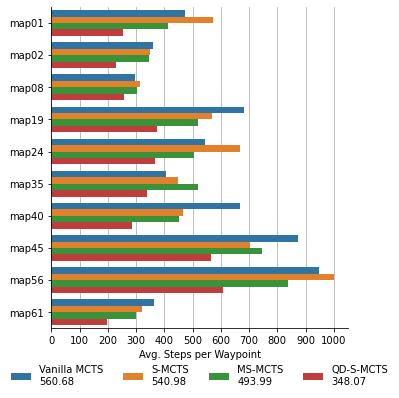 map01
map02
map08
map19
map24
map35
map40
map45
map56
map61
0 100 200 300 400 500 600 700 800 900 1000
Avg. Steps per Waypoint
Vanilla MCTS S-MCTS MS-MCTS QD-S-MCTS
560.68 540.98 493.99 348.07